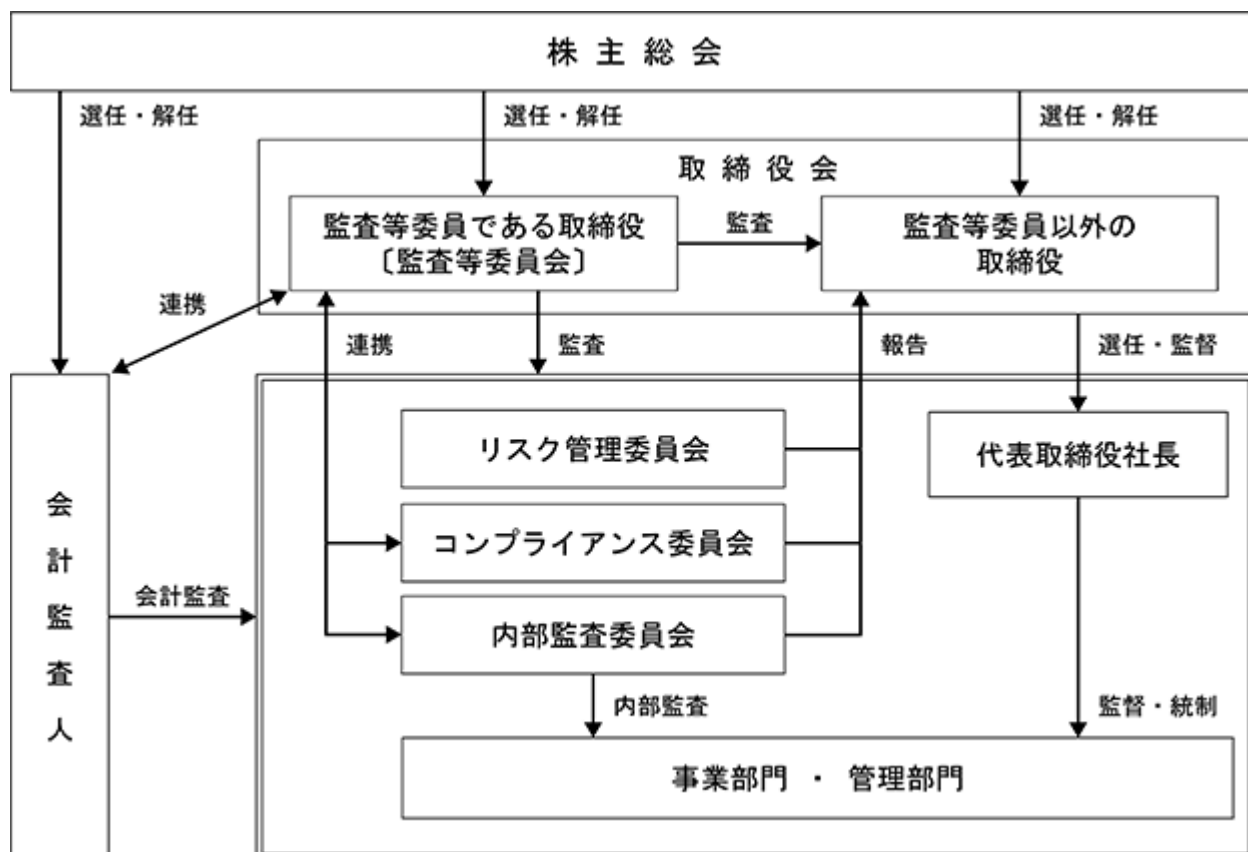 株主総会
選任・解任
選任・解任
選任・解任
取締役会
監査等委員である取締役
〔監査等委員会〕
監査
監査等委員以外の
取締役
連携
連携
監査
報告
選任・監督
リスク管理委員会
代表取締役社長
コンプライアンス委員会
会計監査人
会計監査
内部監査委員会
内部監査
監督・統制
事業部門 ・ 管理部門